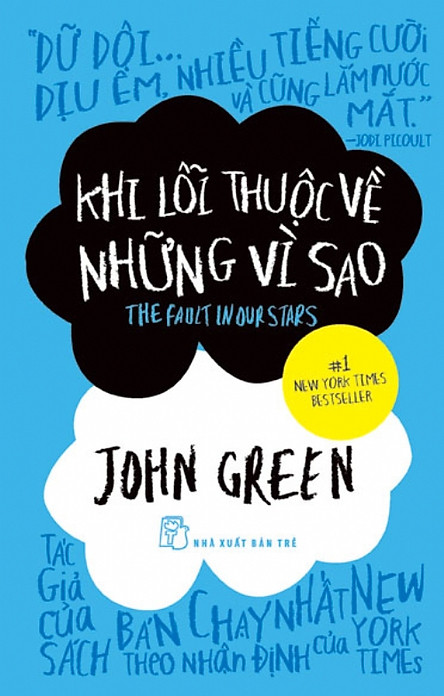 "DỮ DỘI... NHIỀU TIẾNG CƯỜI
DỊU ÊM, VÀ CŨNG LẮM NƯỚC
MẮT."
—JODI PICOULT
KHI LỖI THUỘC VỀ
NHỮNG VÌ SAO
THE FAULT IN OUR STARS
#1
NEW YORK TIMES
BESTSELLER
JOHN GREEN
NHÀ XUẤT BẢN TRẺ
TÁC
GIẢ
CỦA
SÁCH BÁN CHẠY NHẤT
THEO NHẬN ĐỊNH CỦA
NEW
YORK
TIMES